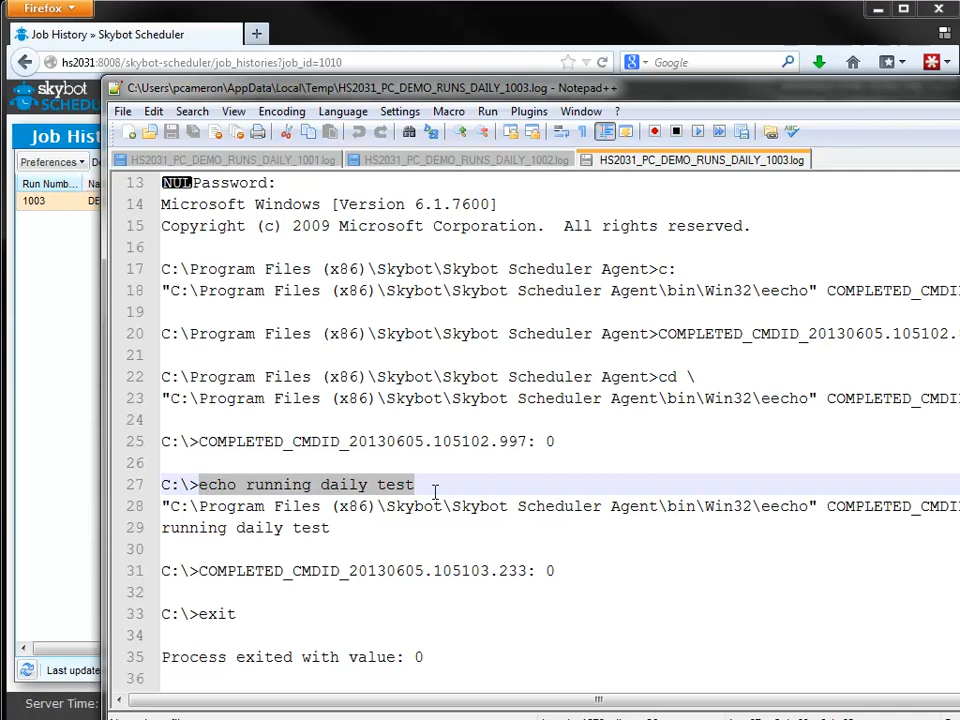 Firefox
Job History » Skybot Scheduler
hs2031:8008/skybot-scheduler/job_histories?job_id=1010
Google
skybot
SCHED
C:\Users\pcameron\AppData\Local\Temp\HS2031_PC_DEMO_RUNS_DAILY_1003.log - Notepad++
File Edit Search View Encoding Language Settings Macro Run Plugins Window ?
Job Hist
Preferences
HS2031_PC_DEMO_RUNS_DAILY_1001.log
HS2031_PC_DEMO_RUNS_DAILY_1002.log
HS2031_PC_DEMO_RUNS_DAILY_1003.log
Run Numb... Na
1003 DE
13 NULPassword:
14 Microsoft Windows [Version 6.1.7600]
15 Copyright (c) 2009 Microsoft Corporation.  All rights reserved.
16
17 C:\Program Files (x86)\Skybot\Skybot Scheduler Agent>c:
18 "C:\Program Files (x86)\Skybot\Skybot Scheduler Agent\bin\Win32\eecho" COMPLETED_CMDI
19
20 C:\Program Files (x86)\Skybot\Skybot Scheduler Agent>COMPLETED_CMDID_20130605.105102.
21
22 C:\Program Files (x86)\Skybot\Skybot Scheduler Agent>cd \
23 "C:\Program Files (x86)\Skybot\Skybot Scheduler Agent\bin\Win32\eecho" COMPLETED_CMDI
24
25 C:\>COMPLETED_CMDID_20130605.105102.997: 0
26
27 C:\>echo running daily test
28 "C:\Program Files (x86)\Skybot\Skybot Scheduler Agent\bin\Win32\eecho" COMPLETED_CMDI
29 running daily test
30
31 C:\>COMPLETED_CMDID_20130605.105103.233: 0
32
33 C:\>exit
34
35 Process exited with value: 0
36
Last update
Server Time: